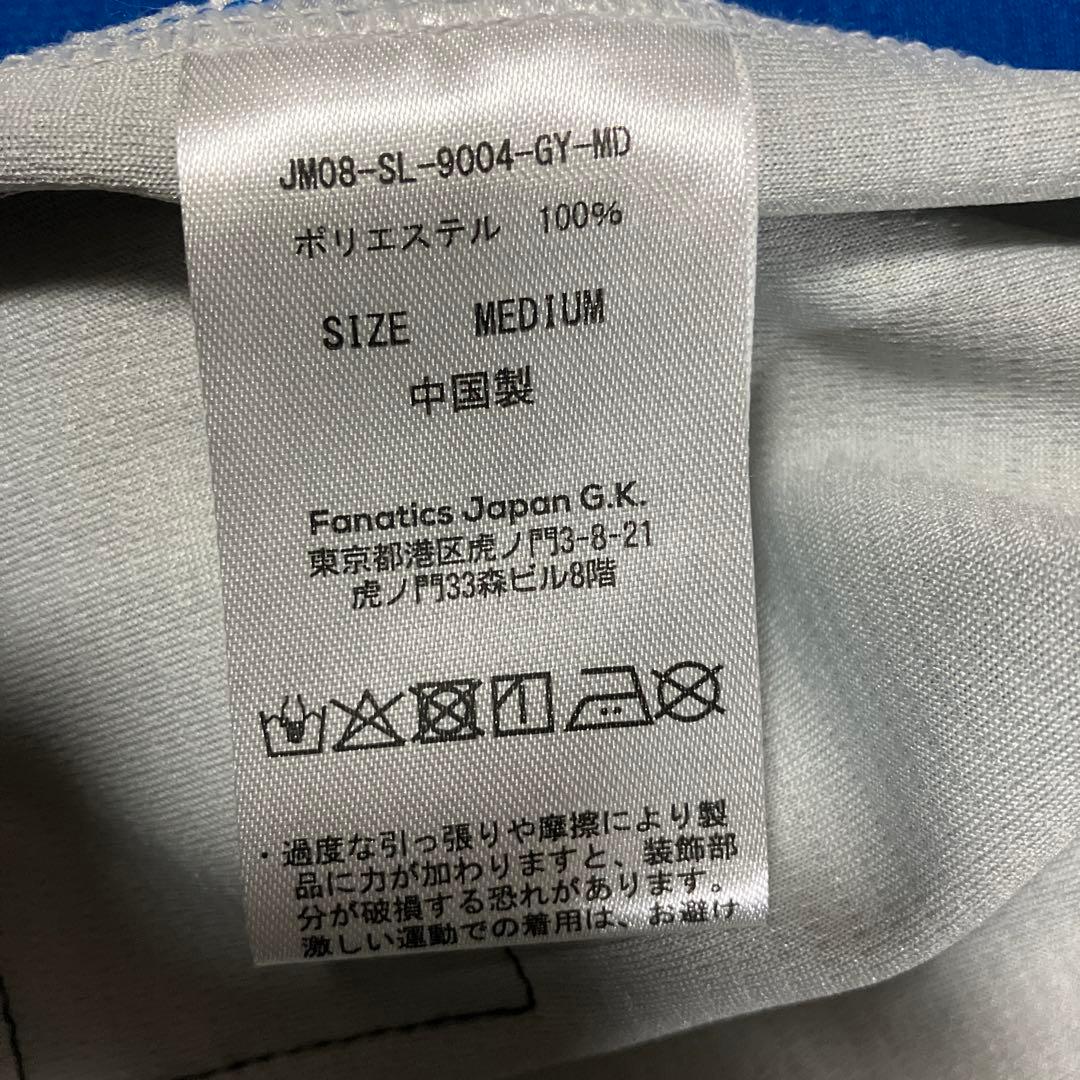 JM08-SL-9004-GY-MD
ポリエステル 100%
SIZE MEDIUM
中国製
Fanatics Japan G.K.
東京都港区虎ノ門3-8-21
虎ノ門33森ビル8階
・過度な引っ張りや摩擦により製
品に力が加わりますと、装飾部
分が破損する恐れがあります。
激しい運動での着用は、お避け